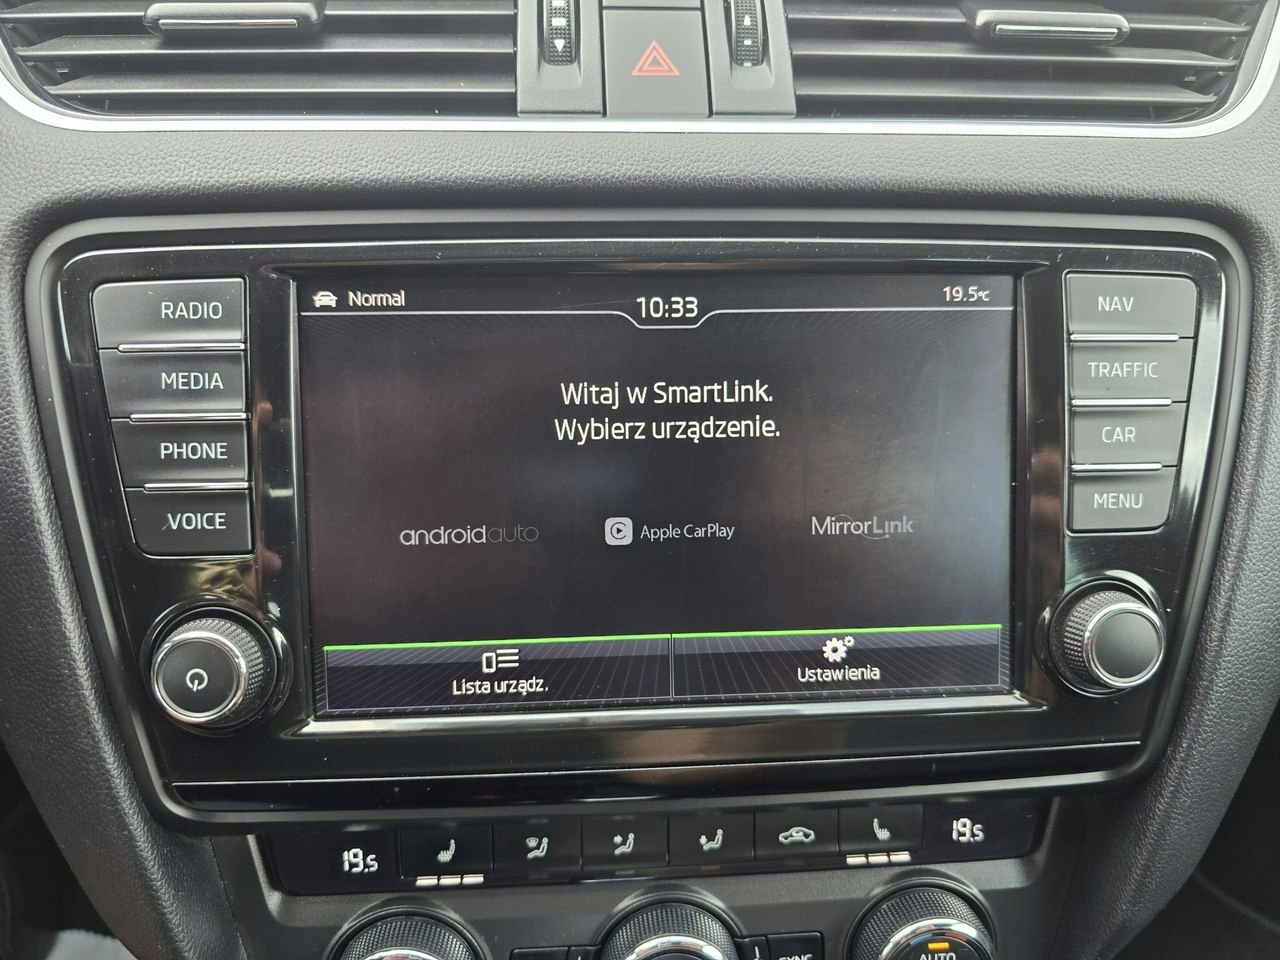 RADIO
MEDIA
PHONE
VOICE
Normal
10:33
19.5°C
Witaj w SmartLink.
Wybierz urządzenie.
androidauto
Apple CarPlay
MirrorLink
Lista urządz.
Ustawienia
NAV
TRAFFIC
CAR
MENU
19.5
19.5
SYNC
AUTO